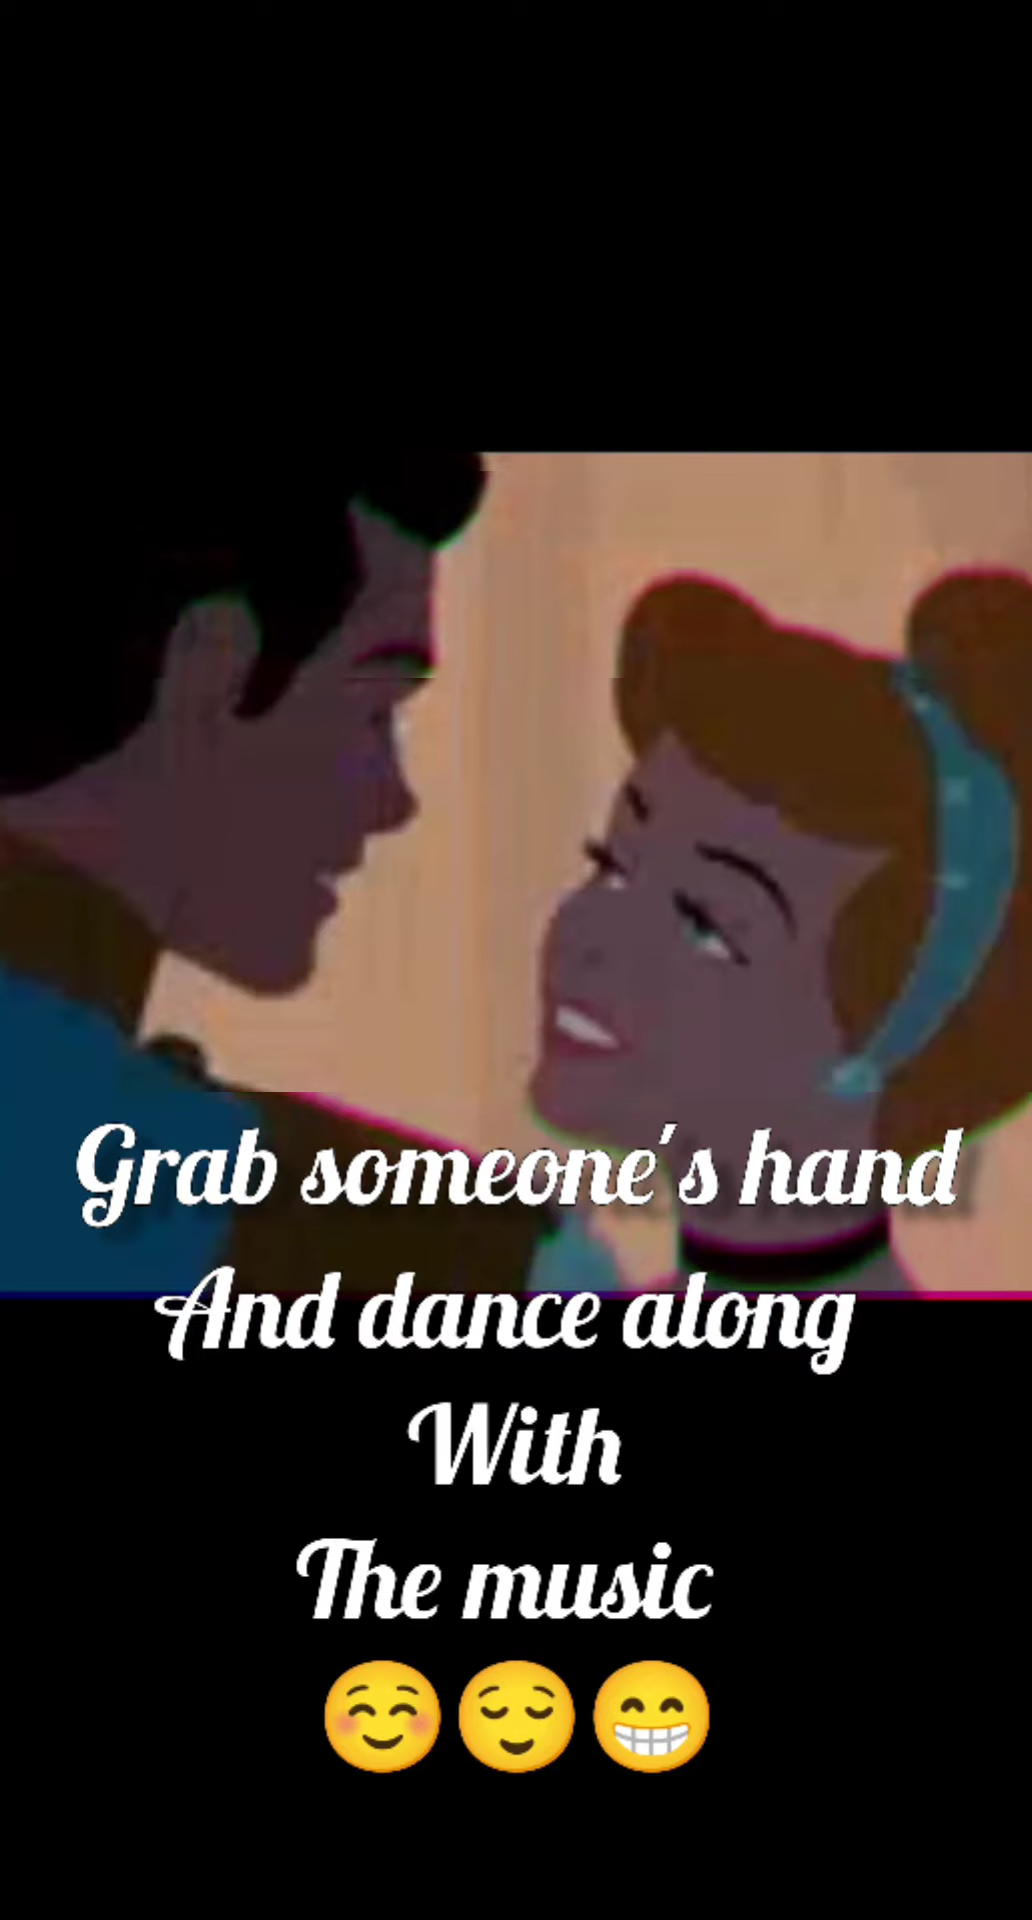 Grab someone's hand
And dance along
With
The music
☺️😌😁